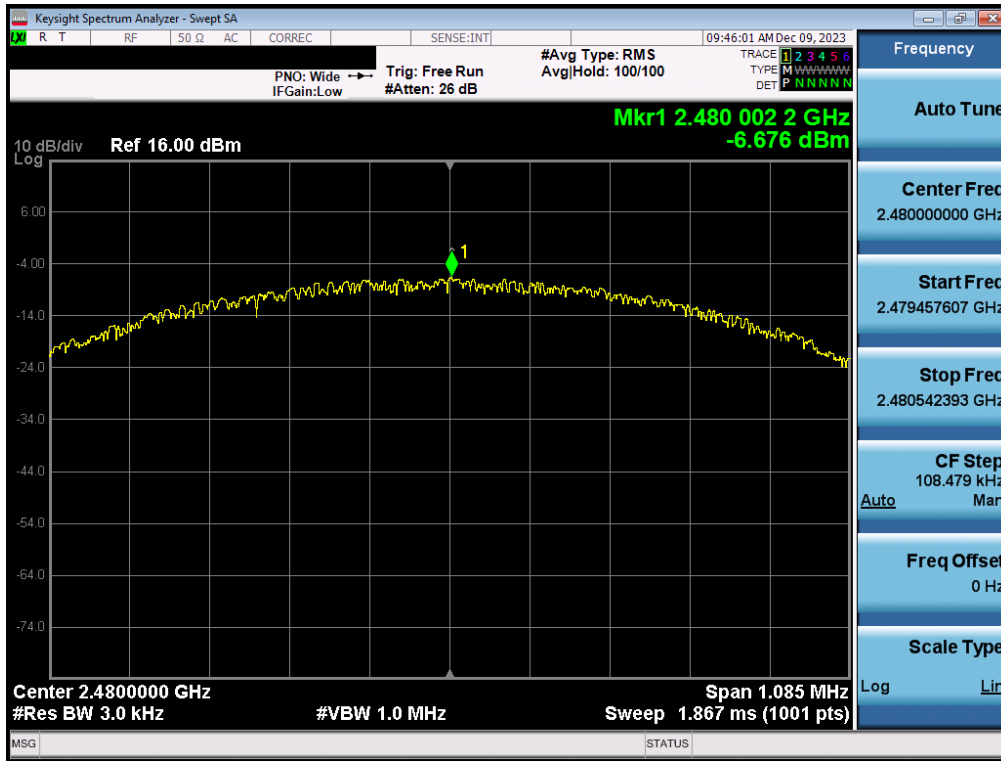 Keysight Spectrum Analyzer - Swept SA
LXI R T RF 50 Ω AC CORREC SENSE:INT 09:46:01 AM Dec 09, 2023
PNO: Wide
IFGain:Low
Trig: Free Run
#Atten: 26 dB
#Avg Type: RMS
Avg|Hold: 100/100
TRACE 1 2 3 4 5 6
TYPE M WWWWW
DET P N N N N N
Mkr1 2.480 002 2 GHz
-6.676 dBm
10 dB/div Ref 16.00 dBm
Log
6.00
-4.00
-14.0
-24.0
-34.0
-44.0
-54.0
-64.0
-74.0
1
Center 2.4800000 GHz Span 1.085 MHz
#Res BW 3.0 kHz #VBW 1.0 MHz Sweep 1.867 ms (1001 pts)
MSG STATUS
Frequency
Auto Tune
Center Freq
2.480000000 GHz
Start Freq
2.479457607 GHz
Stop Freq
2.480542393 GHz
CF Step
108.479 kHz
Auto Man
Freq Offset
0 Hz
Scale Type
Log Lin